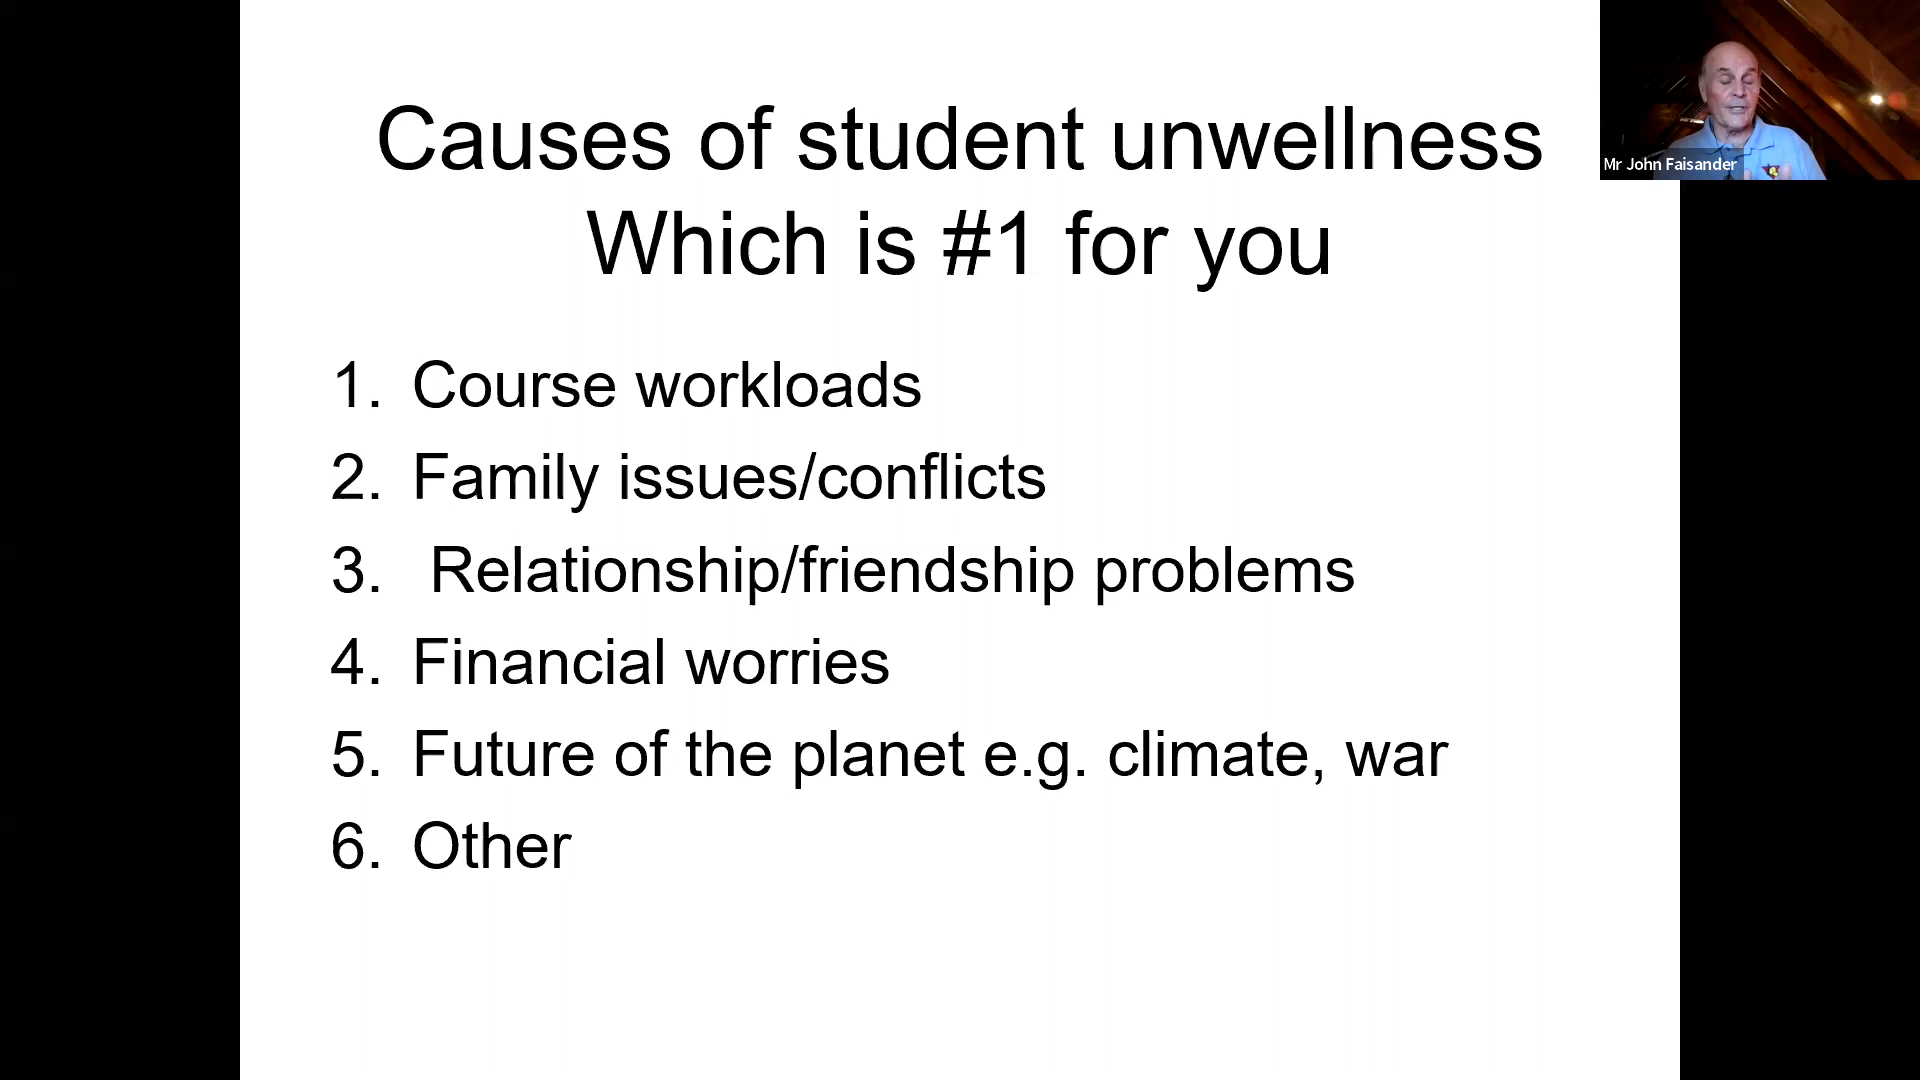 Causes of student unwellness
Which is #1 for you
1. Course workloads
2. Family issues/conflicts
3. Relationship/friendship problems
4. Financial worries
5. Future of the planet e.g. climate, war
6. Other
Mr John Faisander